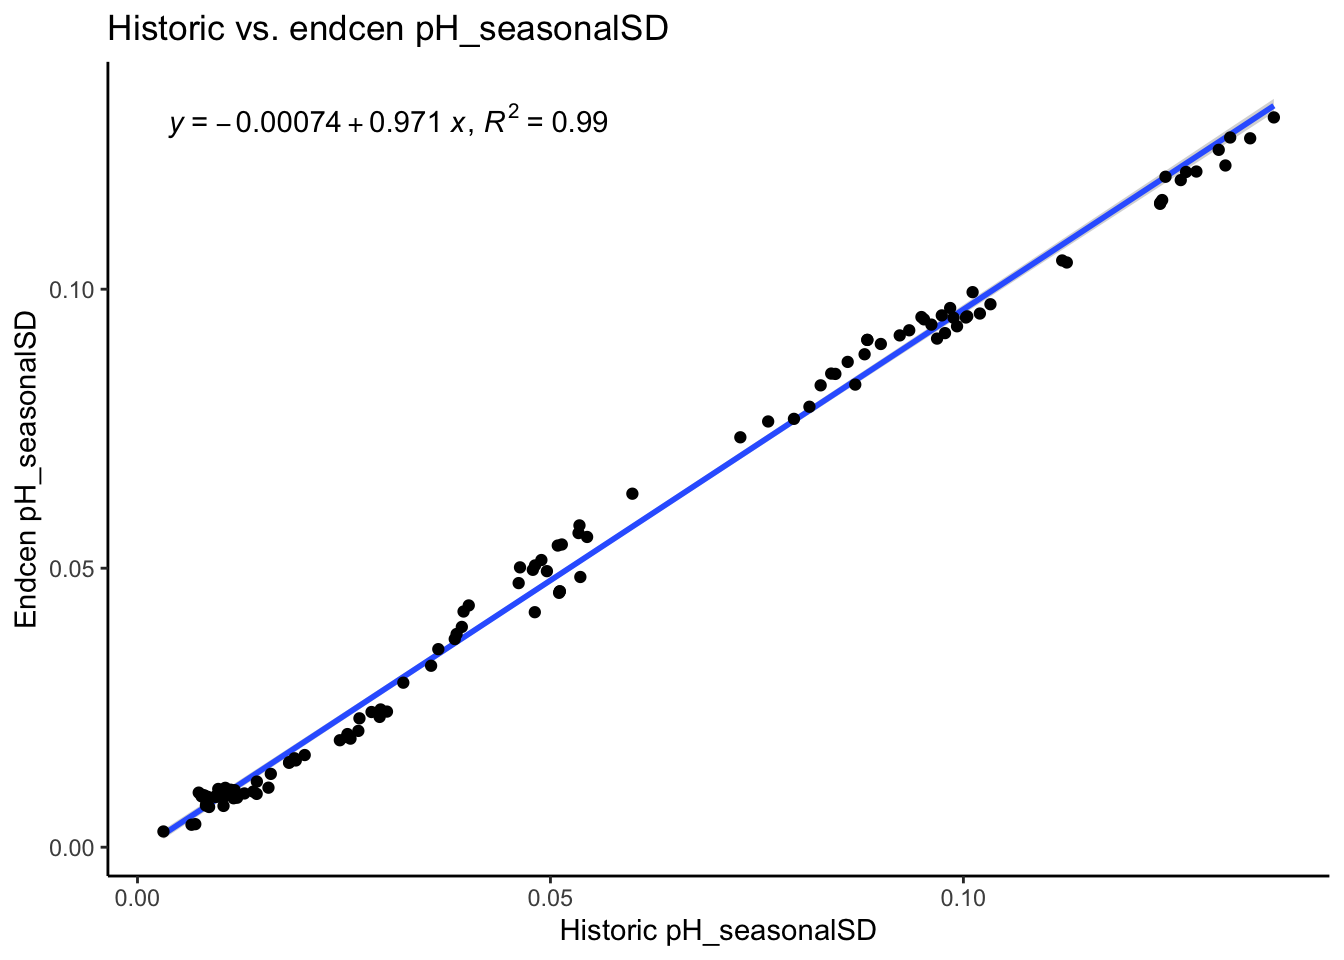 Historic vs. endcen pH_seasonalSD
y = −0.00074 + 0.971 x, R² = 0.99
Endcen pH_seasonalSD
0.10
0.05
0.00
0.00 0.05 0.10
Historic pH_seasonalSD